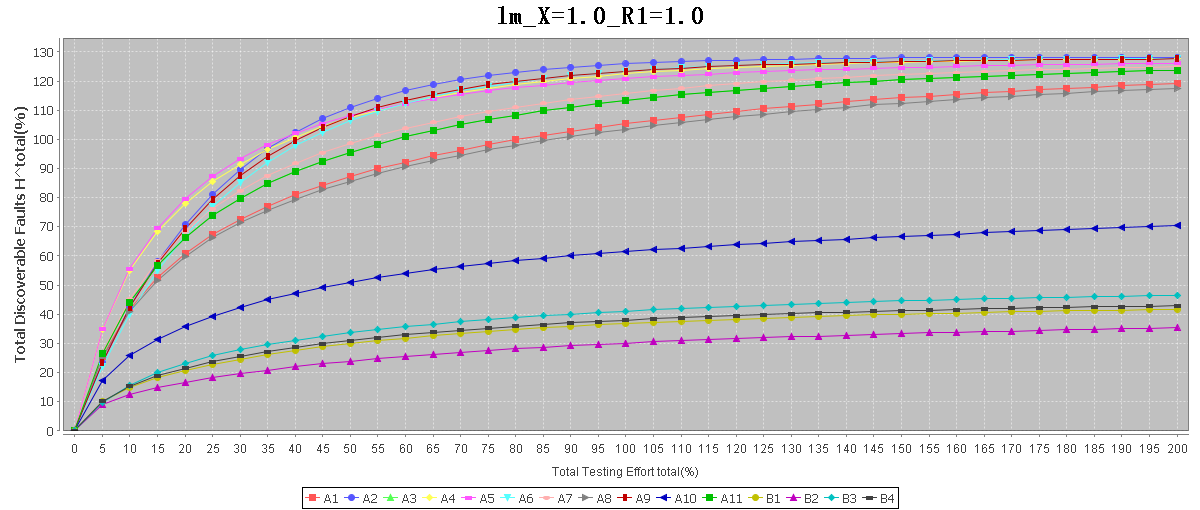 lm_X=1.0_R1=1.0
Total Discoverable Faults H^total(%)
130
120
110
100
90
80
70
60
50
40
30
20
10
0
0 5 10 15 20 25 30 35 40 45 50 55 60 65 70 75 80 85 90 95 100 105 110 115 120 125 130 135 140 145 150 155 160 165 170 175 180 185 190 195 200
Total Testing Effort total(%)
A1 A2 A3 A4 A5 A6 A7 A8 A9 A10 A11 B1 B2 B3 B4